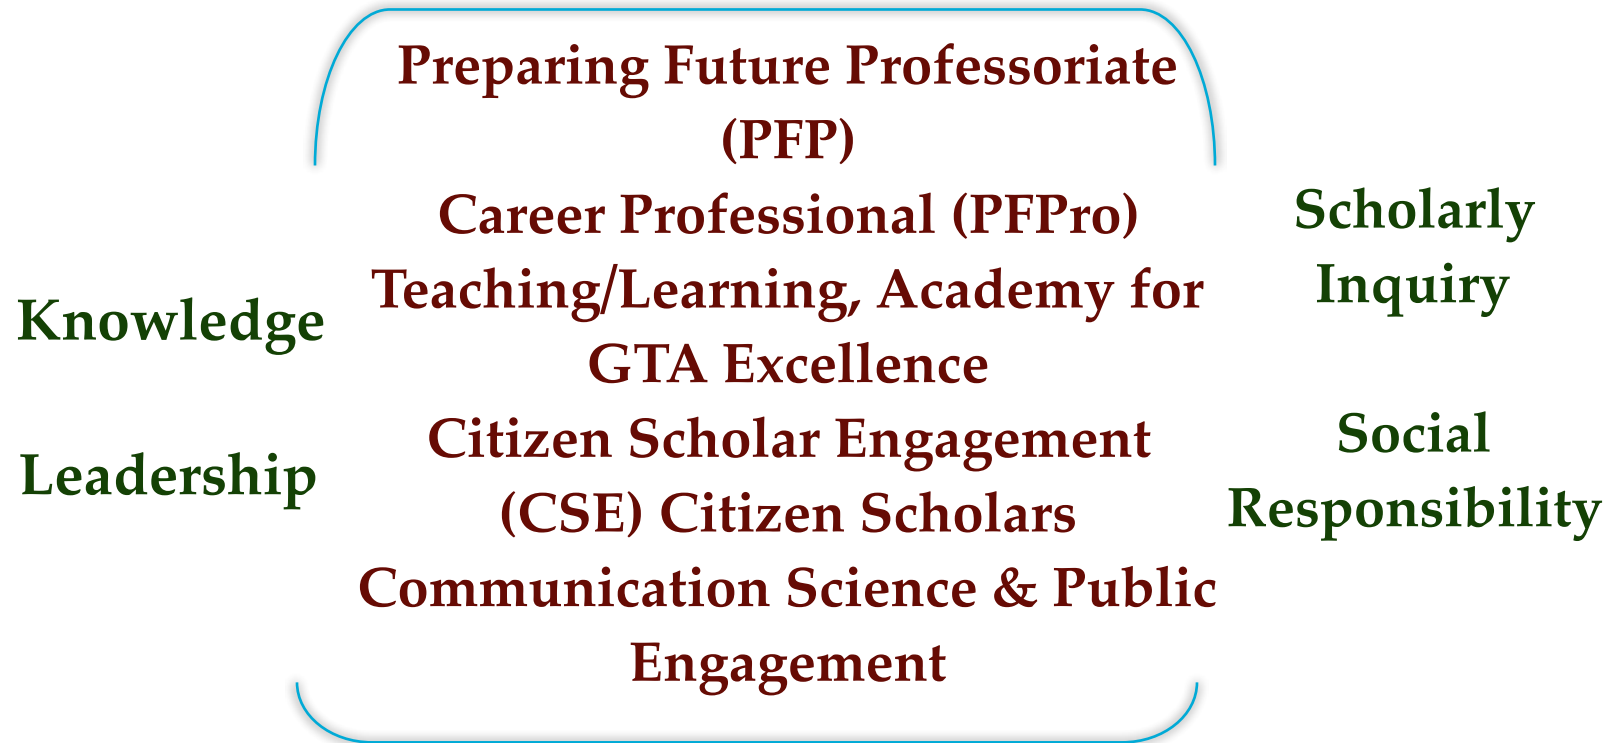 Preparing Future Professoriate
(PFP)
Career Professional (PFPro)
Teaching/Learning, Academy for
GTA Excellence
Citizen Scholar Engagement
(CSE) Citizen Scholars
Communication Science & Public
Engagement
Knowledge
Leadership
Scholarly
Inquiry
Social
Responsibility